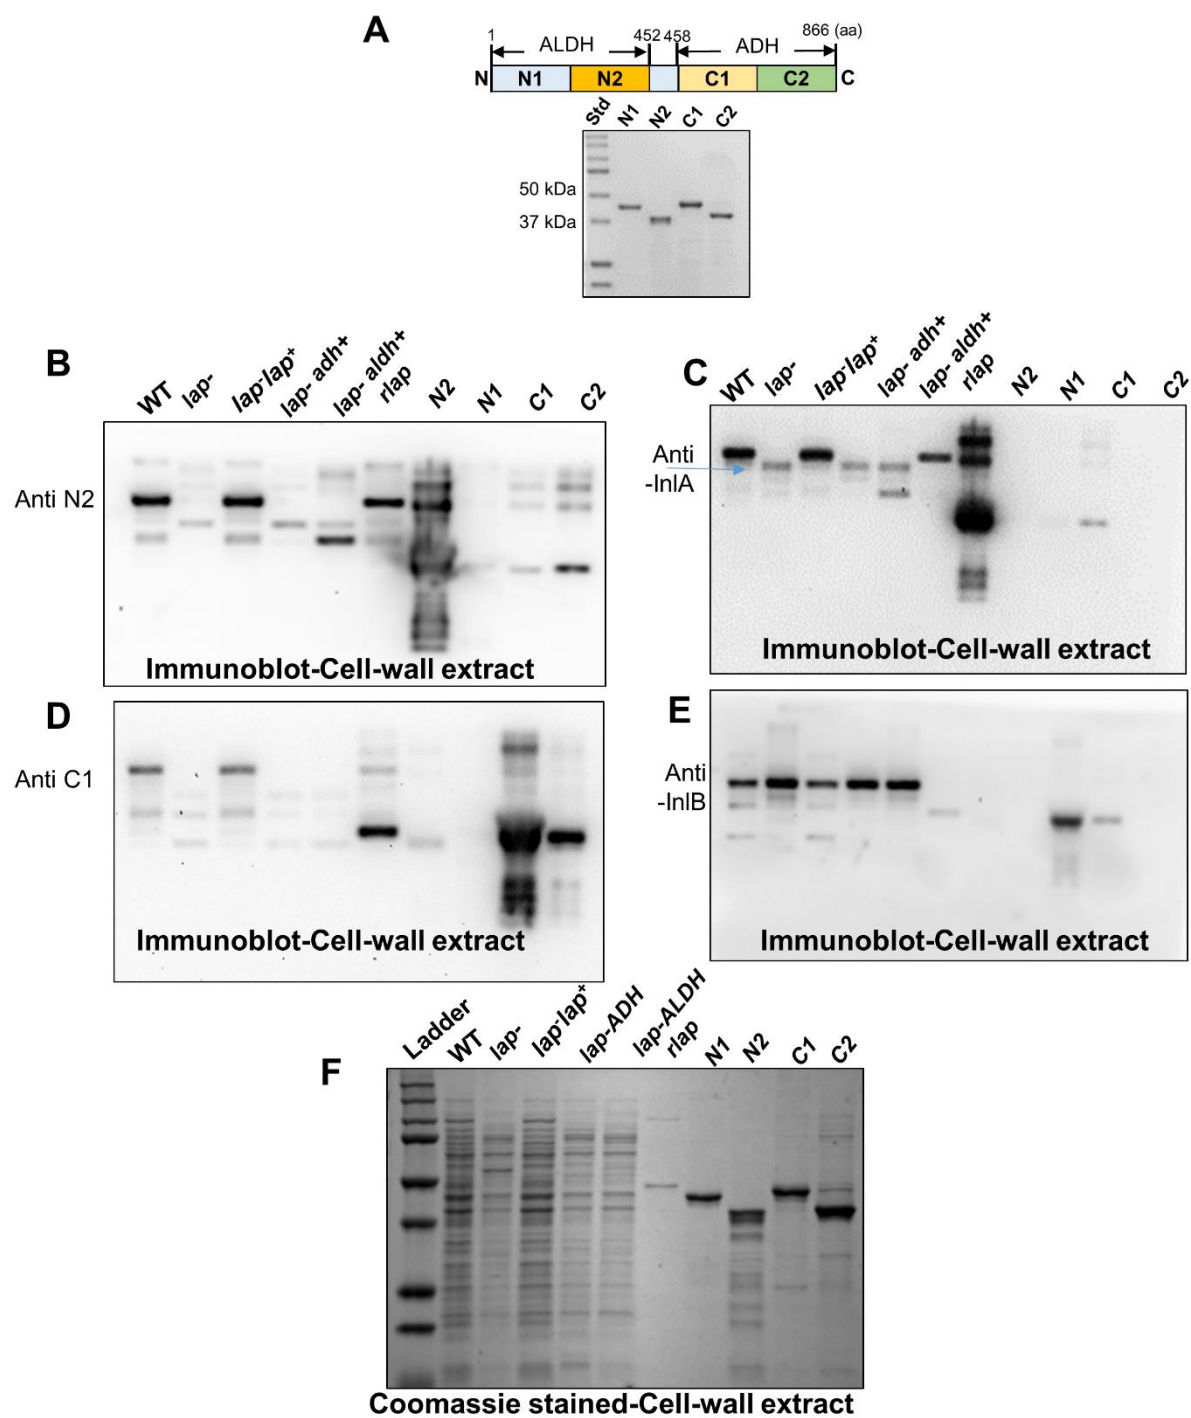 A
1 452 458 866 (aa)
ALDH ADH
N N1 N2 C1 C2 C
Std N1 N2 C1 C2
50 kDa
37 kDa
B
WT lap- lap-lap+ lap- adh+ lap- aldh+ rlap N2 N1 C1 C2
Anti N2
Immunoblot-Cell-wall extract
C
WT lap- lap-lap+ lap- adh+ lap- aldh+ rlap N2 N1 C1 C2
Anti
-InlA
Immunoblot-Cell-wall extract
D
Anti C1
Immunoblot-Cell-wall extract
E
Anti
-InlB
Immunoblot-Cell-wall extract
F
Ladder WT lap- lap-lap+ lap-ADH lap-ALDH rlap N1 N2 C1 C2
Coomassie stained-Cell-wall extract